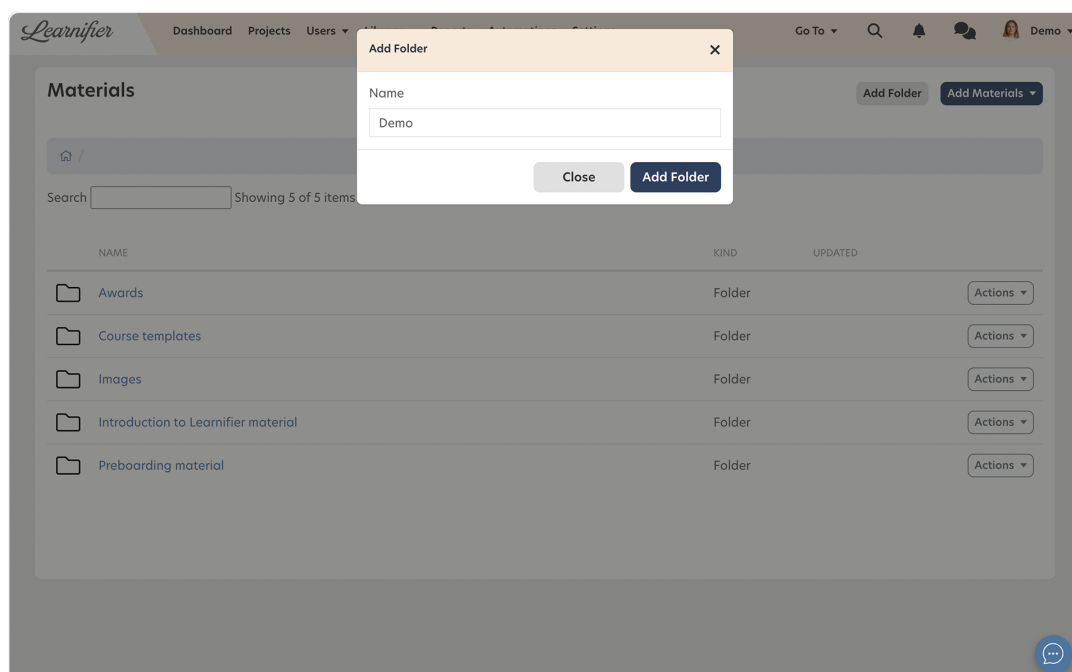 Learnifier
Dashboard Projects Users Go To Demo
Add Folder
Name
Demo
Close Add Folder
Materials
Add Folder Add Materials
/
Search Showing 5 of 5 items
NAME KIND UPDATED
Awards Folder Actions
Course templates Folder Actions
Images Folder Actions
Introduction to Learnifier material Folder Actions
Preboarding material Folder Actions